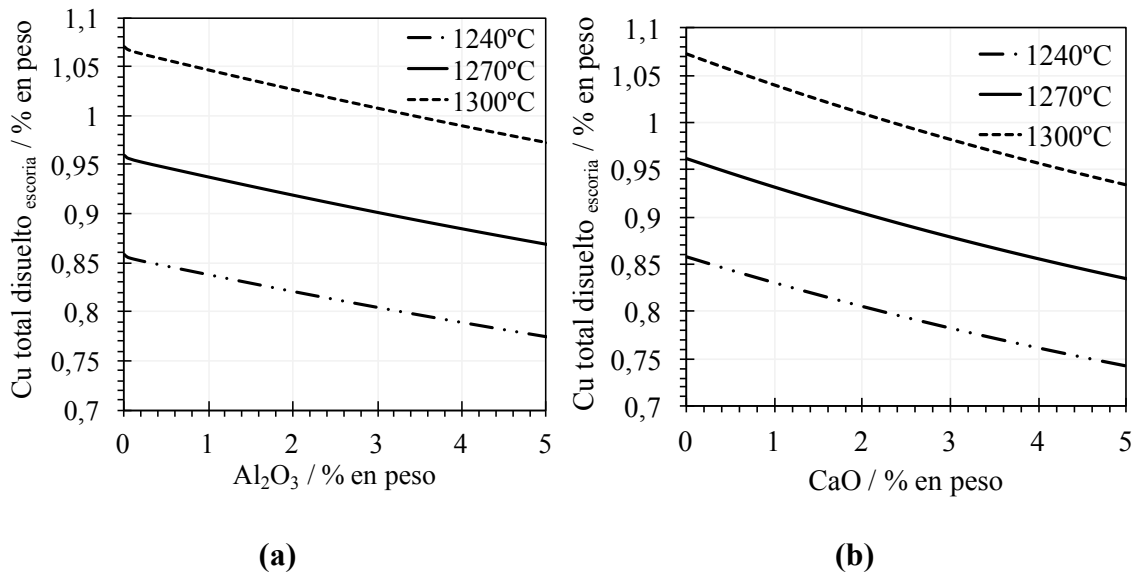 1,1
1,05
1
0,95
0,9
0,85
0,8
0,75
0,7
Cu total disuelto escoria / % en peso
1240ºC
1270ºC
1300ºC
0 1 2 3 4 5
Al₂O₃ / % en peso
(a)
1,1
1,05
1
0,95
0,9
0,85
0,8
0,75
0,7
Cu total disuelto escoria / % en peso
1240ºC
1270ºC
1300ºC
0 1 2 3 4 5
CaO / % en peso
(b)